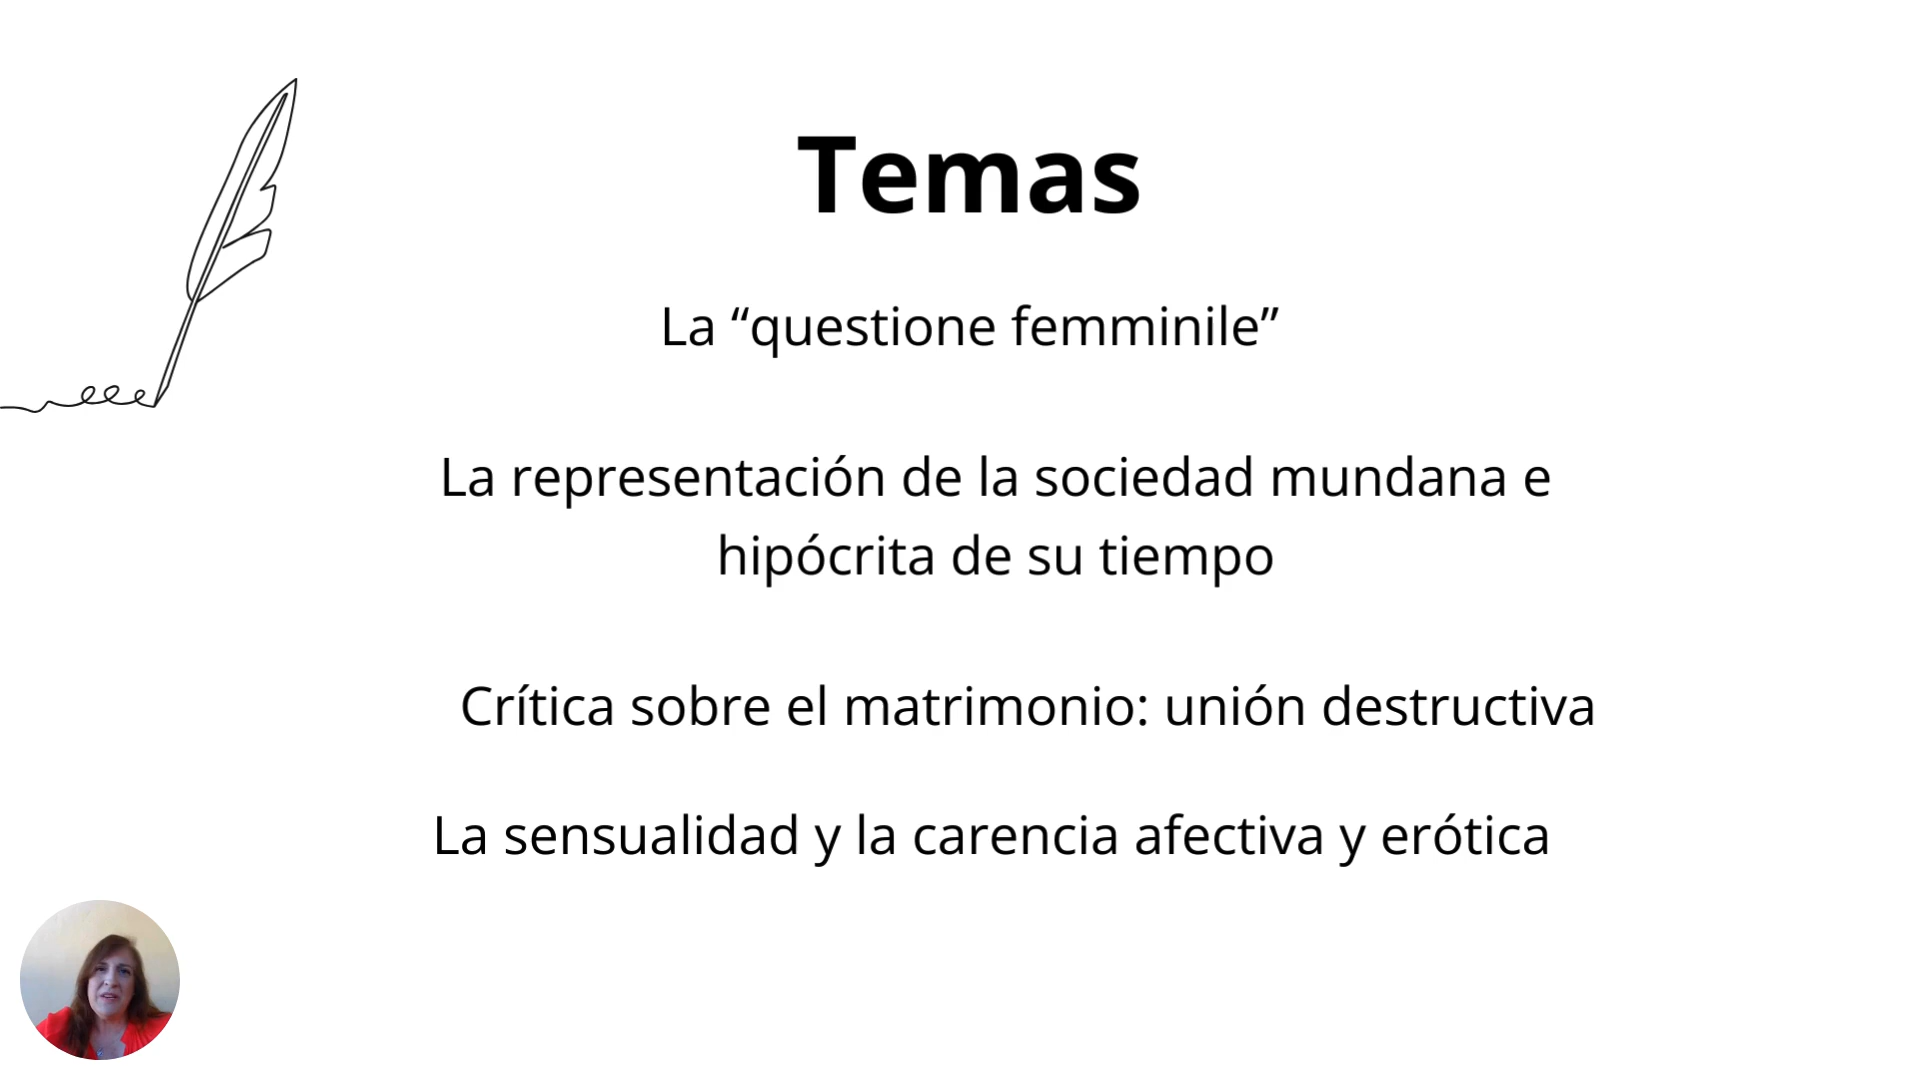 Temas
La “questione femminile”
La representación de la sociedad mundana e
hipócrita de su tiempo
Crítica sobre el matrimonio: unión destructiva
La sensualidad y la carencia afectiva y erótica